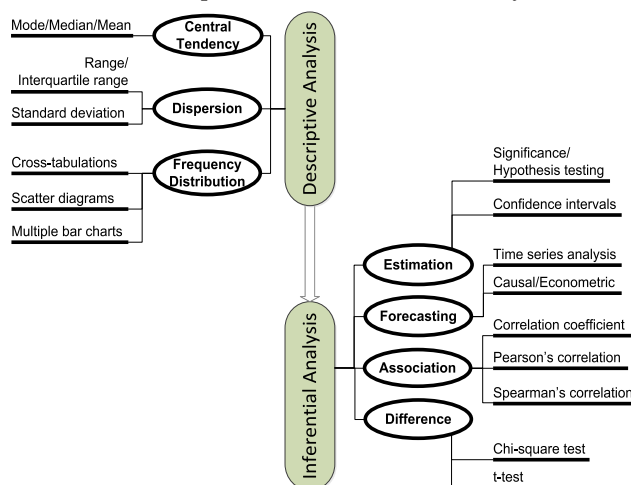 Mode/Median/Mean
Central
Tendency
Range/
Interquartile range
Standard deviation
Dispersion
Cross-tabulations
Scatter diagrams
Multiple bar charts
Frequency
Distribution
Descriptive Analysis
Inferential Analysis
Estimation
Significance/
Hypothesis testing
Confidence intervals
Forecasting
Time series analysis
Causal/Econometric
Association
Correlation coefficient
Pearson's correlation
Spearman's correlation
Difference
Chi-square test
t-test